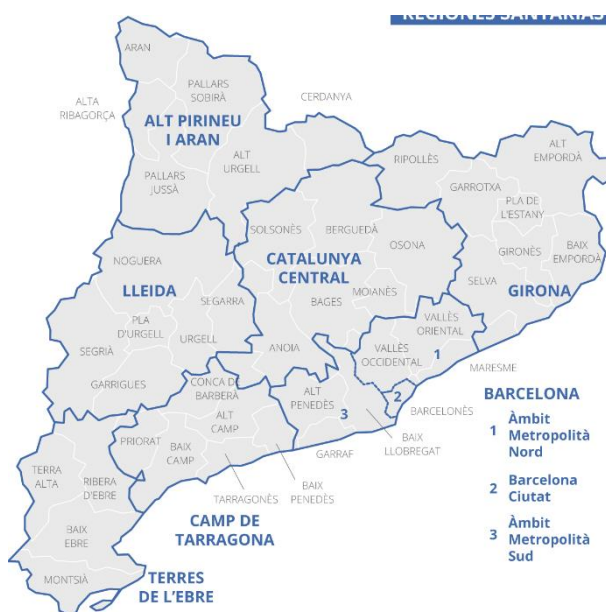 REGIONES SANITARIAS
ARAN
PALLARS
SOBIRÀ
ALTA
RIBAGORÇA
CERDANYA
ALT PIRINEU
I ARAN
ALT
URGELL
PALLARS
JUSSÀ
RIPOLLÈS
ALT
EMPORDÀ
GARROTXA
PLA DE
L'ESTANY
SOLSONÈS
BERGUEDÀ
OSONA
GIRONÈS
BAIX
EMPORDÀ
NOGUERA
CATALUNYA
CENTRAL
SELVA
GIRONA
LLEIDA
SEGARRA
BAGES
MOIANÈS
PLA
D'URGELL
URGELL
VALLÈS
ORIENTAL
SEGRIÀ
ANOIA
VALLÈS
OCCIDENTAL
1
MARESME
GARRIGUES
CONCA DE
BARBERÀ
ALT
PENEDÈS
3
2
BARCELONÈS
ALT
CAMP
PRIORAT
BAIX
CAMP
GARRAF
BAIX
LLOBREGAT
TERRA
ALTA
RIBERA
D'EBRE
TARRAGONÈS
BAIX
PENEDÈS
CAMP DE
TARRAGONA
BAIX
EBRE
MONTSIÀ
TERRES
DE L'EBRE
BARCELONA
1 Àmbit
Metropolità
Nord
2 Barcelona
Ciutat
3 Àmbit
Metropolità
Sud